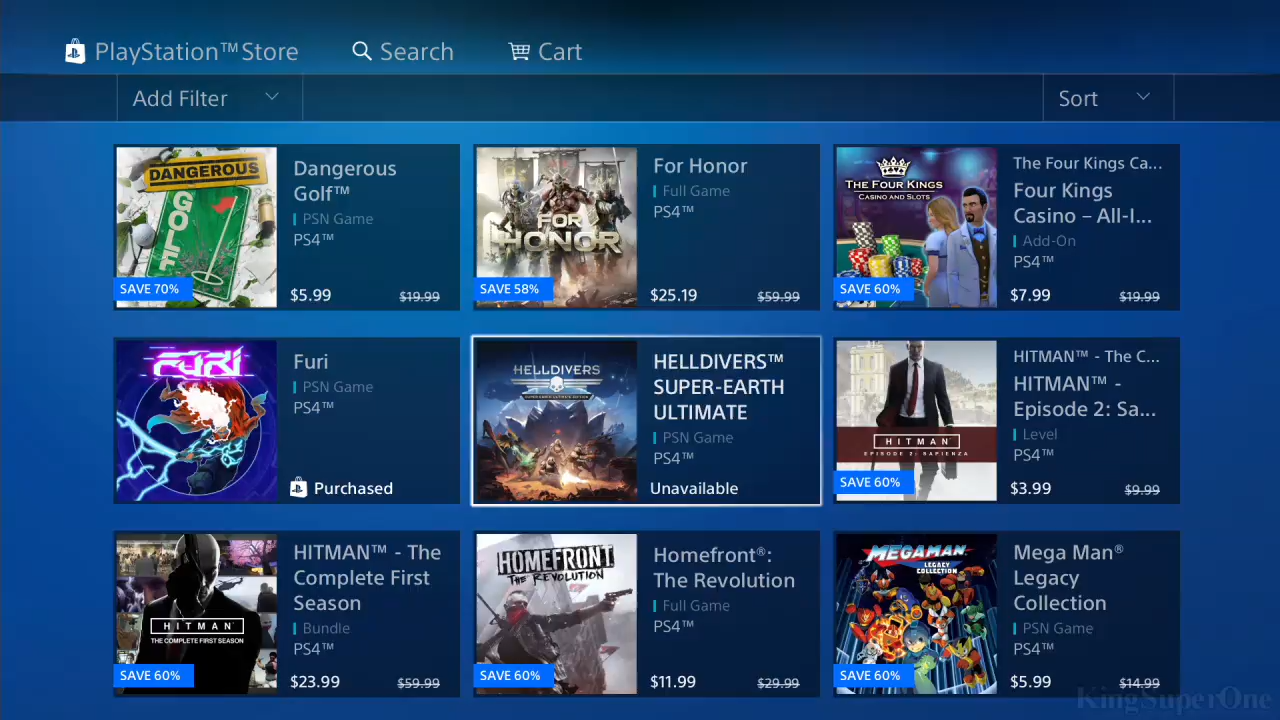 PlayStation™Store
Search
Cart
Add Filter
Sort
DANGEROUS
GOLF
SAVE 70%
Dangerous
Golf™
PSN Game
PS4™
$5.99
$19.99
FOR
HONOR
SAVE 58%
For Honor
Full Game
PS4™
$25.19
$59.99
THE FOUR KINGS
CASINO AND SLOTS
SAVE 60%
The Four Kings Ca...
Four Kings
Casino – All-I...
Add-On
PS4™
$7.99
$19.99
FURI
Furi
PSN Game
PS4™
Purchased
HELLDIVERS
SUPER-EARTH ULTIMATE EDITION
HELLDIVERS™
SUPER-EARTH
ULTIMATE
PSN Game
PS4™
Unavailable
HITMAN
EPISODE 2: SAPIENZA
SAVE 60%
HITMAN™ - The C...
HITMAN™ -
Episode 2: Sa...
Level
PS4™
$3.99
$9.99
HITMAN
THE COMPLETE FIRST SEASON
SAVE 60%
HITMAN™ - The
Complete First
Season
Bundle
PS4™
$23.99
$59.99
HOMEFRONT
THE REVOLUTION
SAVE 60%
Homefront®:
The Revolution
Full Game
PS4™
$11.99
$29.99
MEGAMAN
LEGACY
COLLECTION
SAVE 60%
Mega Man®
Legacy
Collection
PSN Game
PS4™
$5.99
$14.99
KingSuperOne